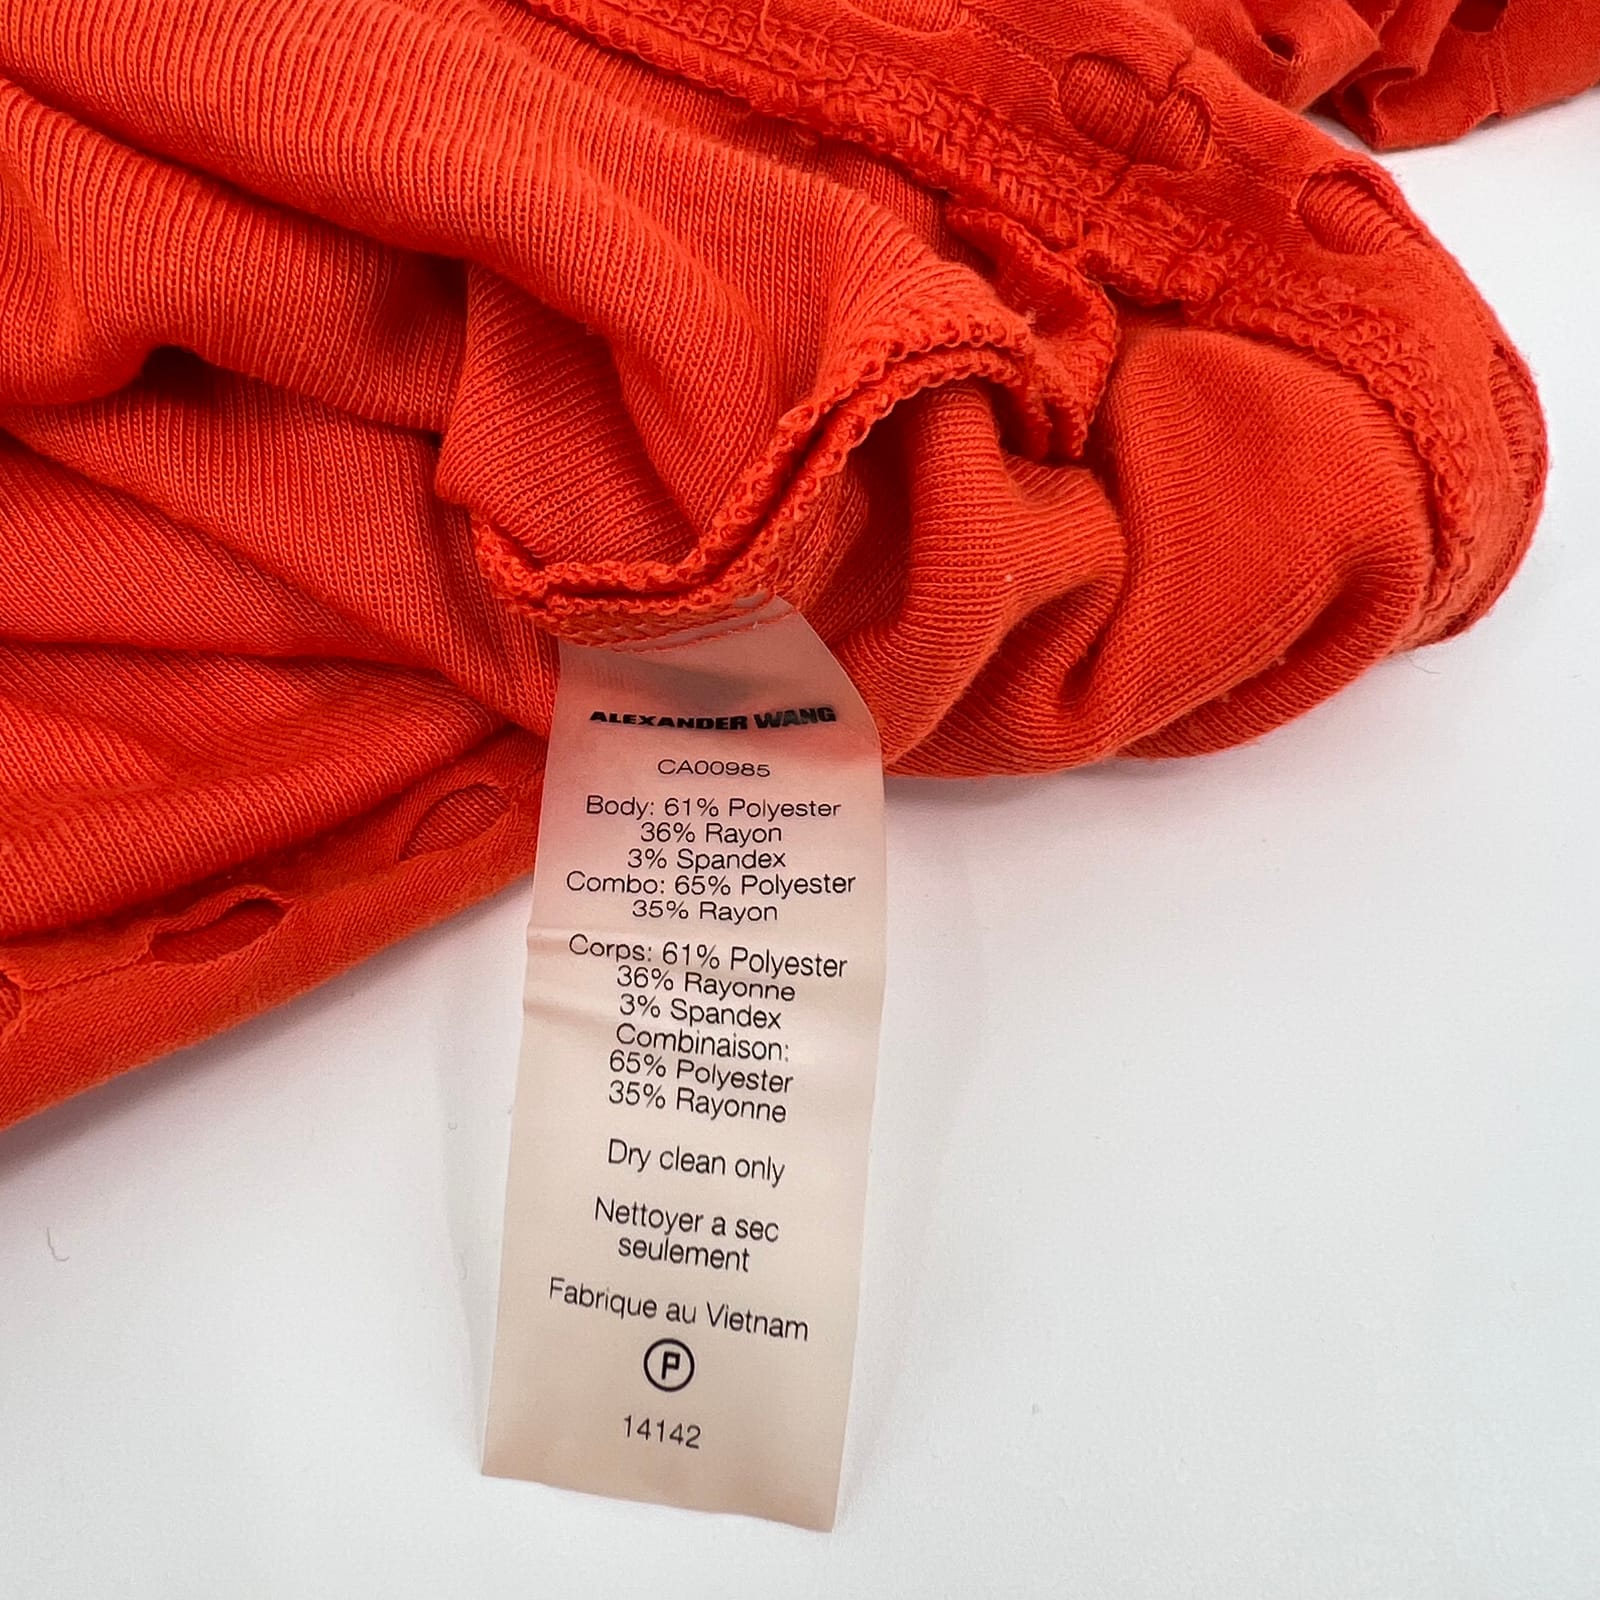 ALEXANDER WANG
CA00985
Body: 61% Polyester
36% Rayon
3% Spandex
Combo: 65% Polyester
35% Rayon
Corps: 61% Polyester
36% Rayonne
3% Spandex
Combinaison:
65% Polyester
35% Rayonne
Dry clean only
Nettoyer a sec
seulement
Fabrique au Vietnam
P
14142